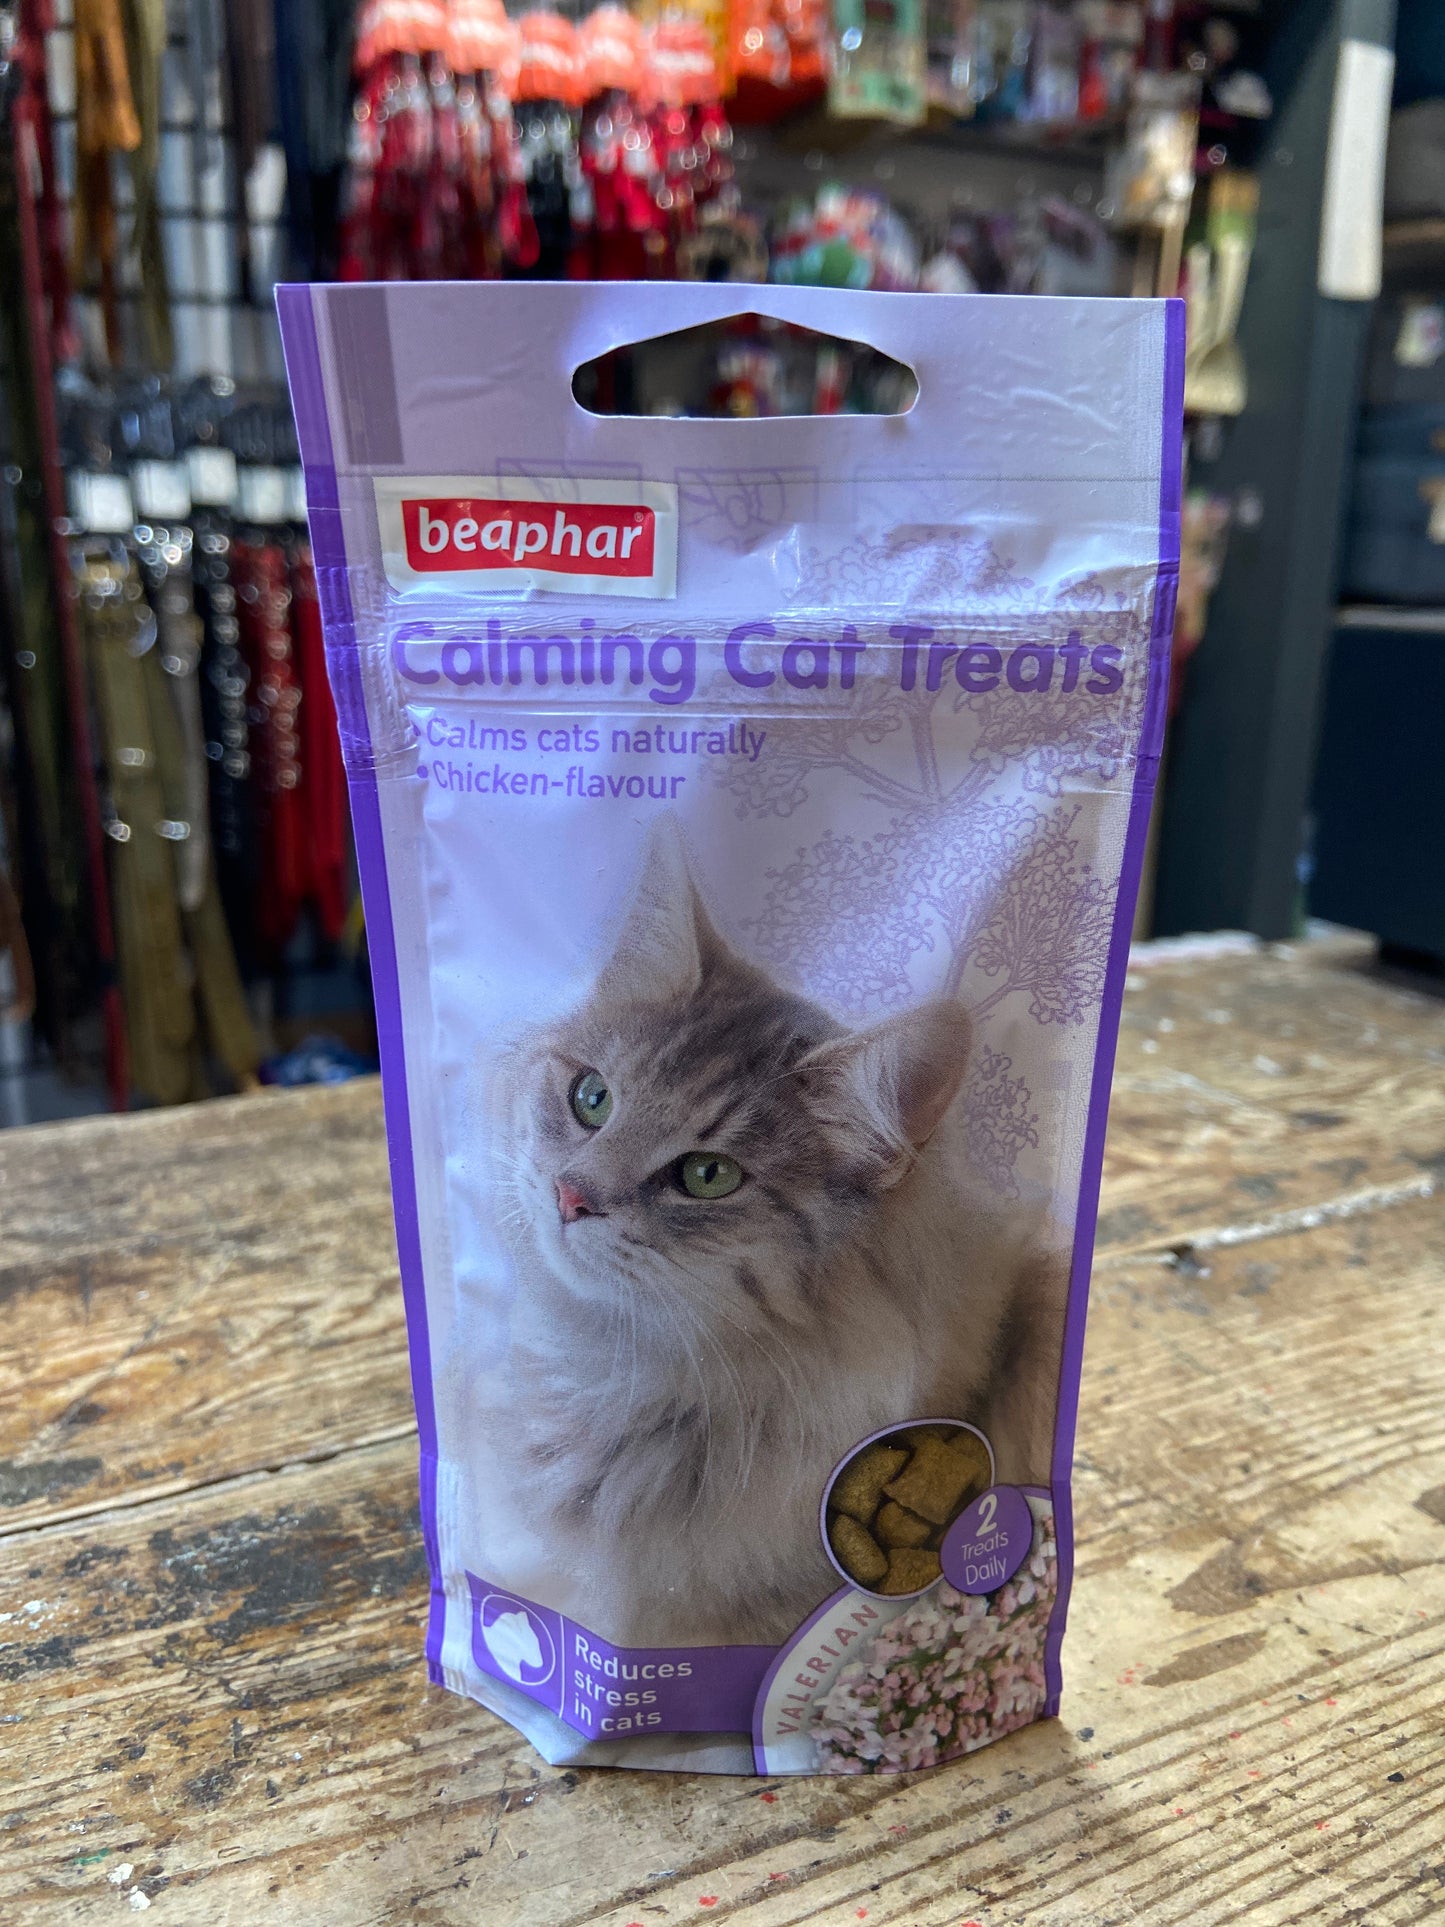 beaphar®
Calming Cat Treats
• Calms cats naturally
• Chicken-flavour
2
Treats
Daily
VALERIAN
Reduces
stress
in cats